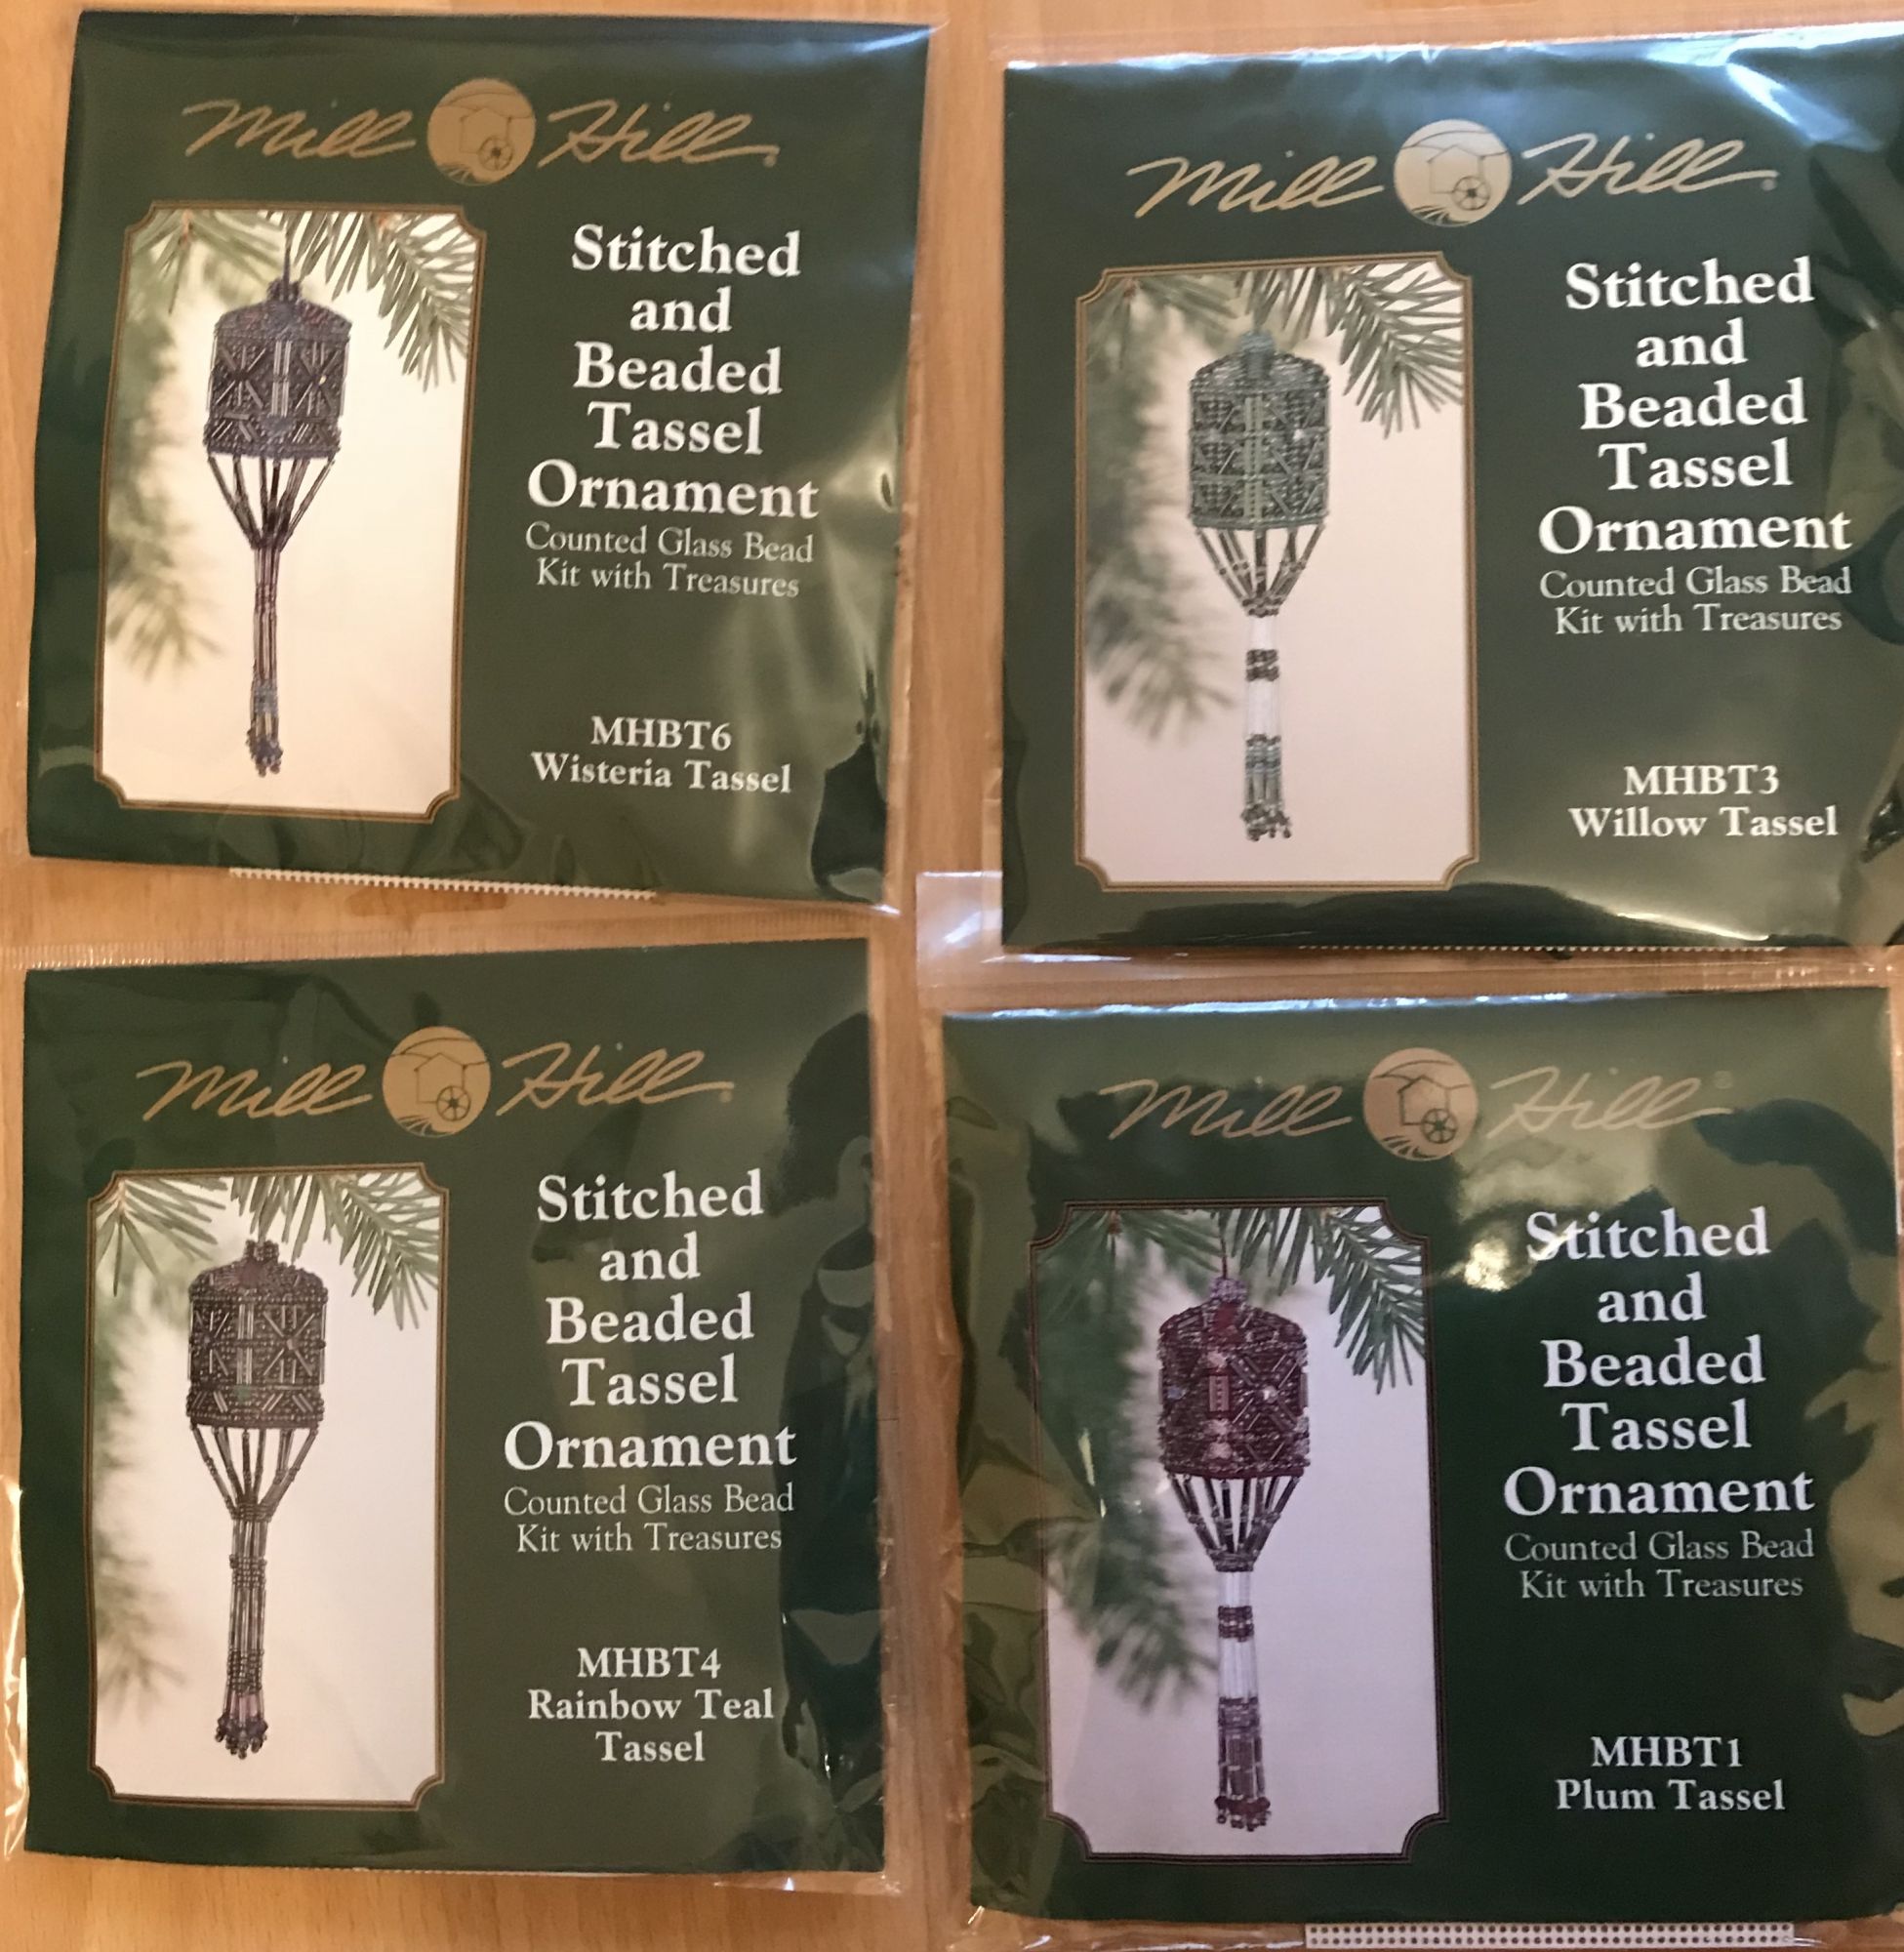 Mill Hill®
Stitched
and
Beaded
Tassel
Ornament
Counted Glass Bead
Kit with Treasures
MHBT6
Wisteria Tassel
Mill Hill®
Stitched
and
Beaded
Tassel
Ornament
Counted Glass Bead
Kit with Treasures
MHBT3
Willow Tassel
Mill Hill®
Stitched
and
Beaded
Tassel
Ornament
Counted Glass Bead
Kit with Treasures
MHBT4
Rainbow Teal
Tassel
Mill Hill®
Stitched
and
Beaded
Tassel
Ornament
Counted Glass Bead
Kit with Treasures
MHBT1
Plum Tassel